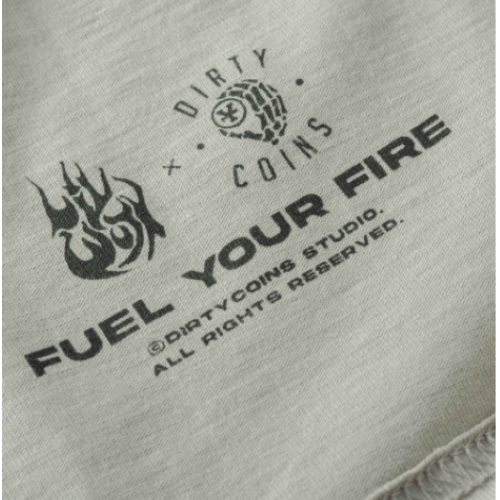 DIRTY
COINS
×
FUEL YOUR FIRE
©DIRTYCOINS STUDIO.
ALL RIGHTS RESERVED.